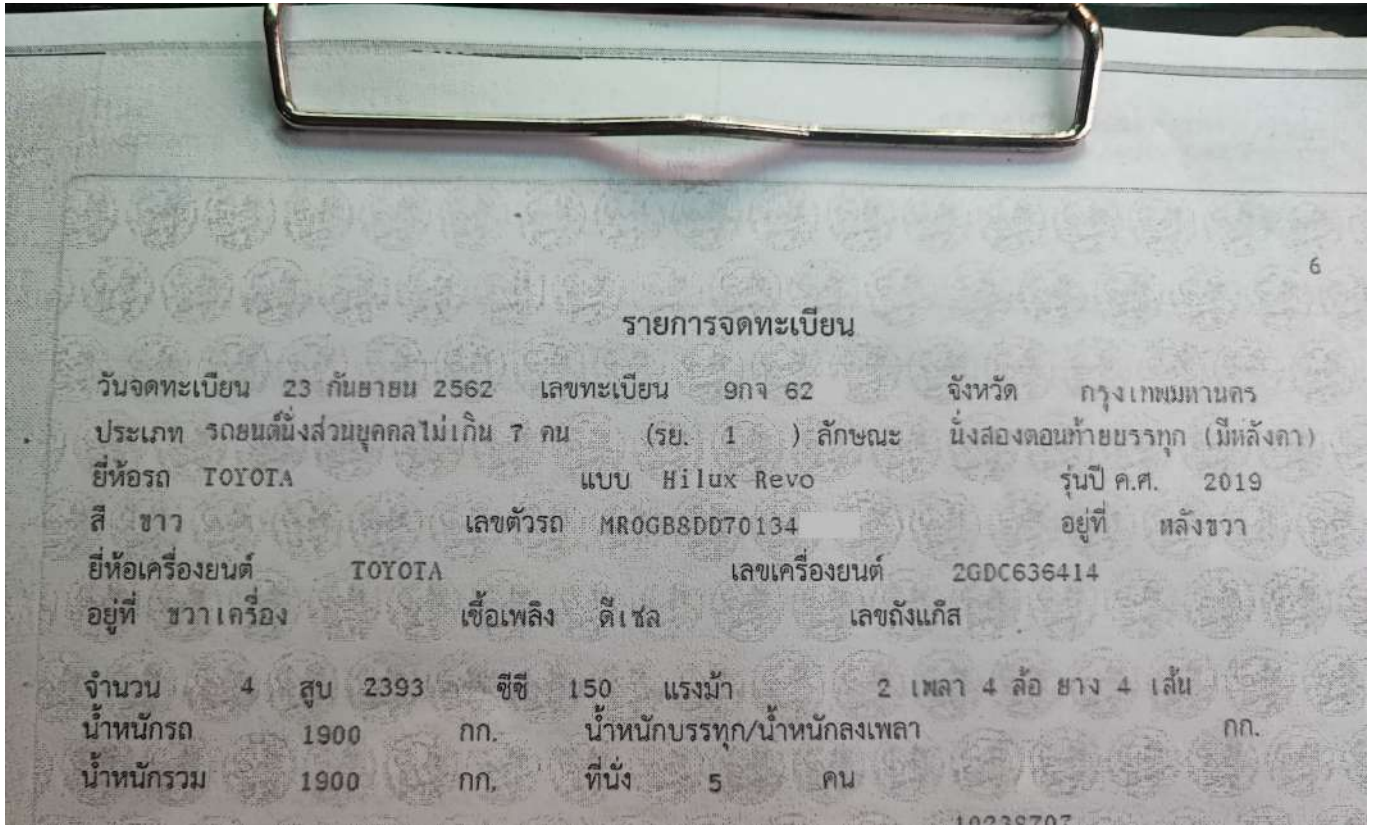 6
รายการจดทะเบียน
วันจดทะเบียน 23 กันยายน 2562 เลขทะเบียน 9กจ 62 จังหวัด กรุงเทพมหานคร
ประเภท รถยนต์นั่งส่วนบุคคลไม่เกิน 7 คน (รย. 1 ) ลักษณะ นั่งสองตอนท้ายบรรทุก (มีหลังคา)
ยี่ห้อรถ TOYOTA แบบ Hilux Revo รุ่นปี ค.ศ. 2019
สี ขาว เลขตัวรถ MR0GB8DD70134 อยู่ที่ หลังขวา
ยี่ห้อเครื่องยนต์ TOYOTA เลขเครื่องยนต์ 2GDC636414
อยู่ที่ ขวาเครื่อง เชื้อเพลิง ดีเซล เลขถังแก๊ส
จำนวน 4 สูบ 2393 ซีซี 150 แรงม้า 2 เพลา 4 ล้อ ยาง 4 เส้น
น้ำหนักรถ 1900 กก. น้ำหนักบรรทุก/น้ำหนักลงเพลา กก.
น้ำหนักรวม 1900 กก. ที่นั่ง 5 คน